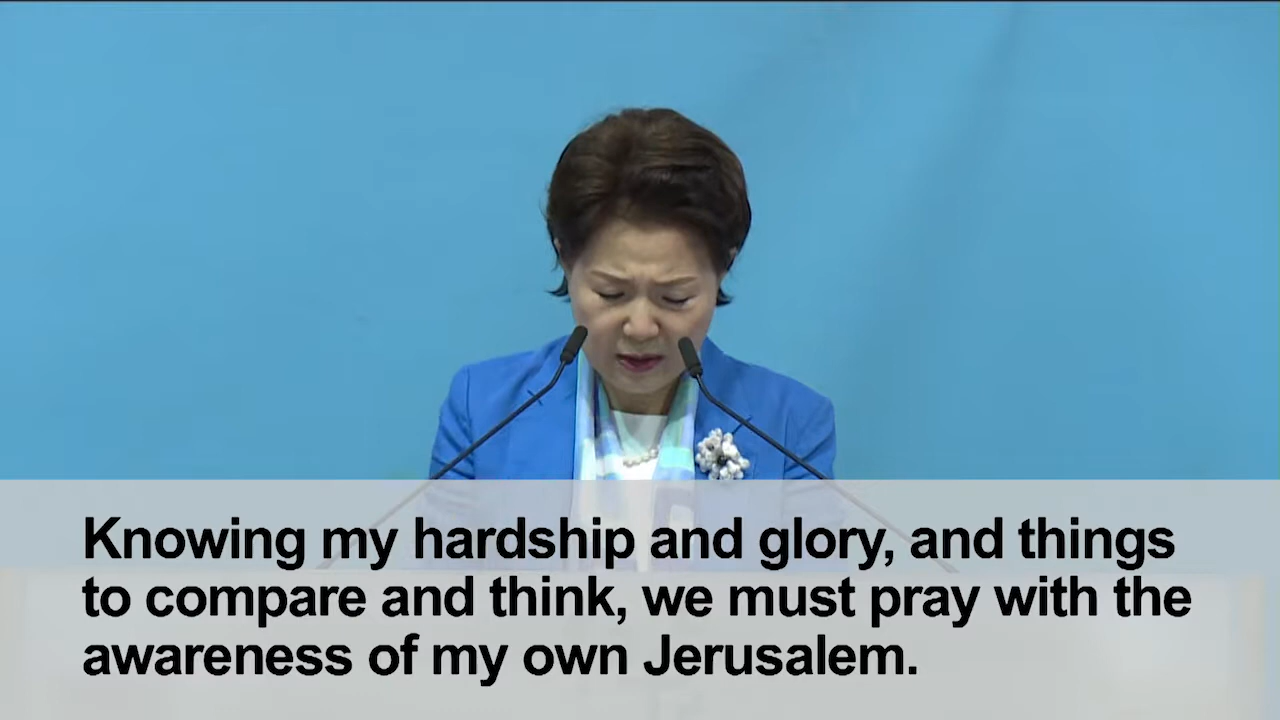 Knowing my hardship and glory, and things
to compare and think, we must pray with the
awareness of my own Jerusalem.